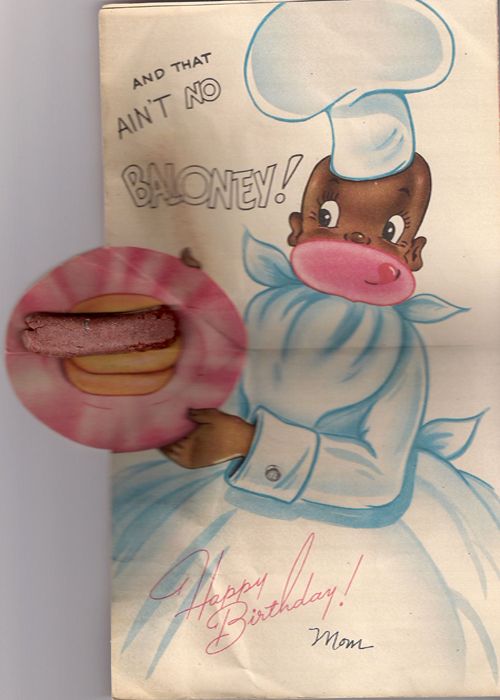 AND THAT
AIN'T NO
BALONEY!
Happy
Birthday!
Mom